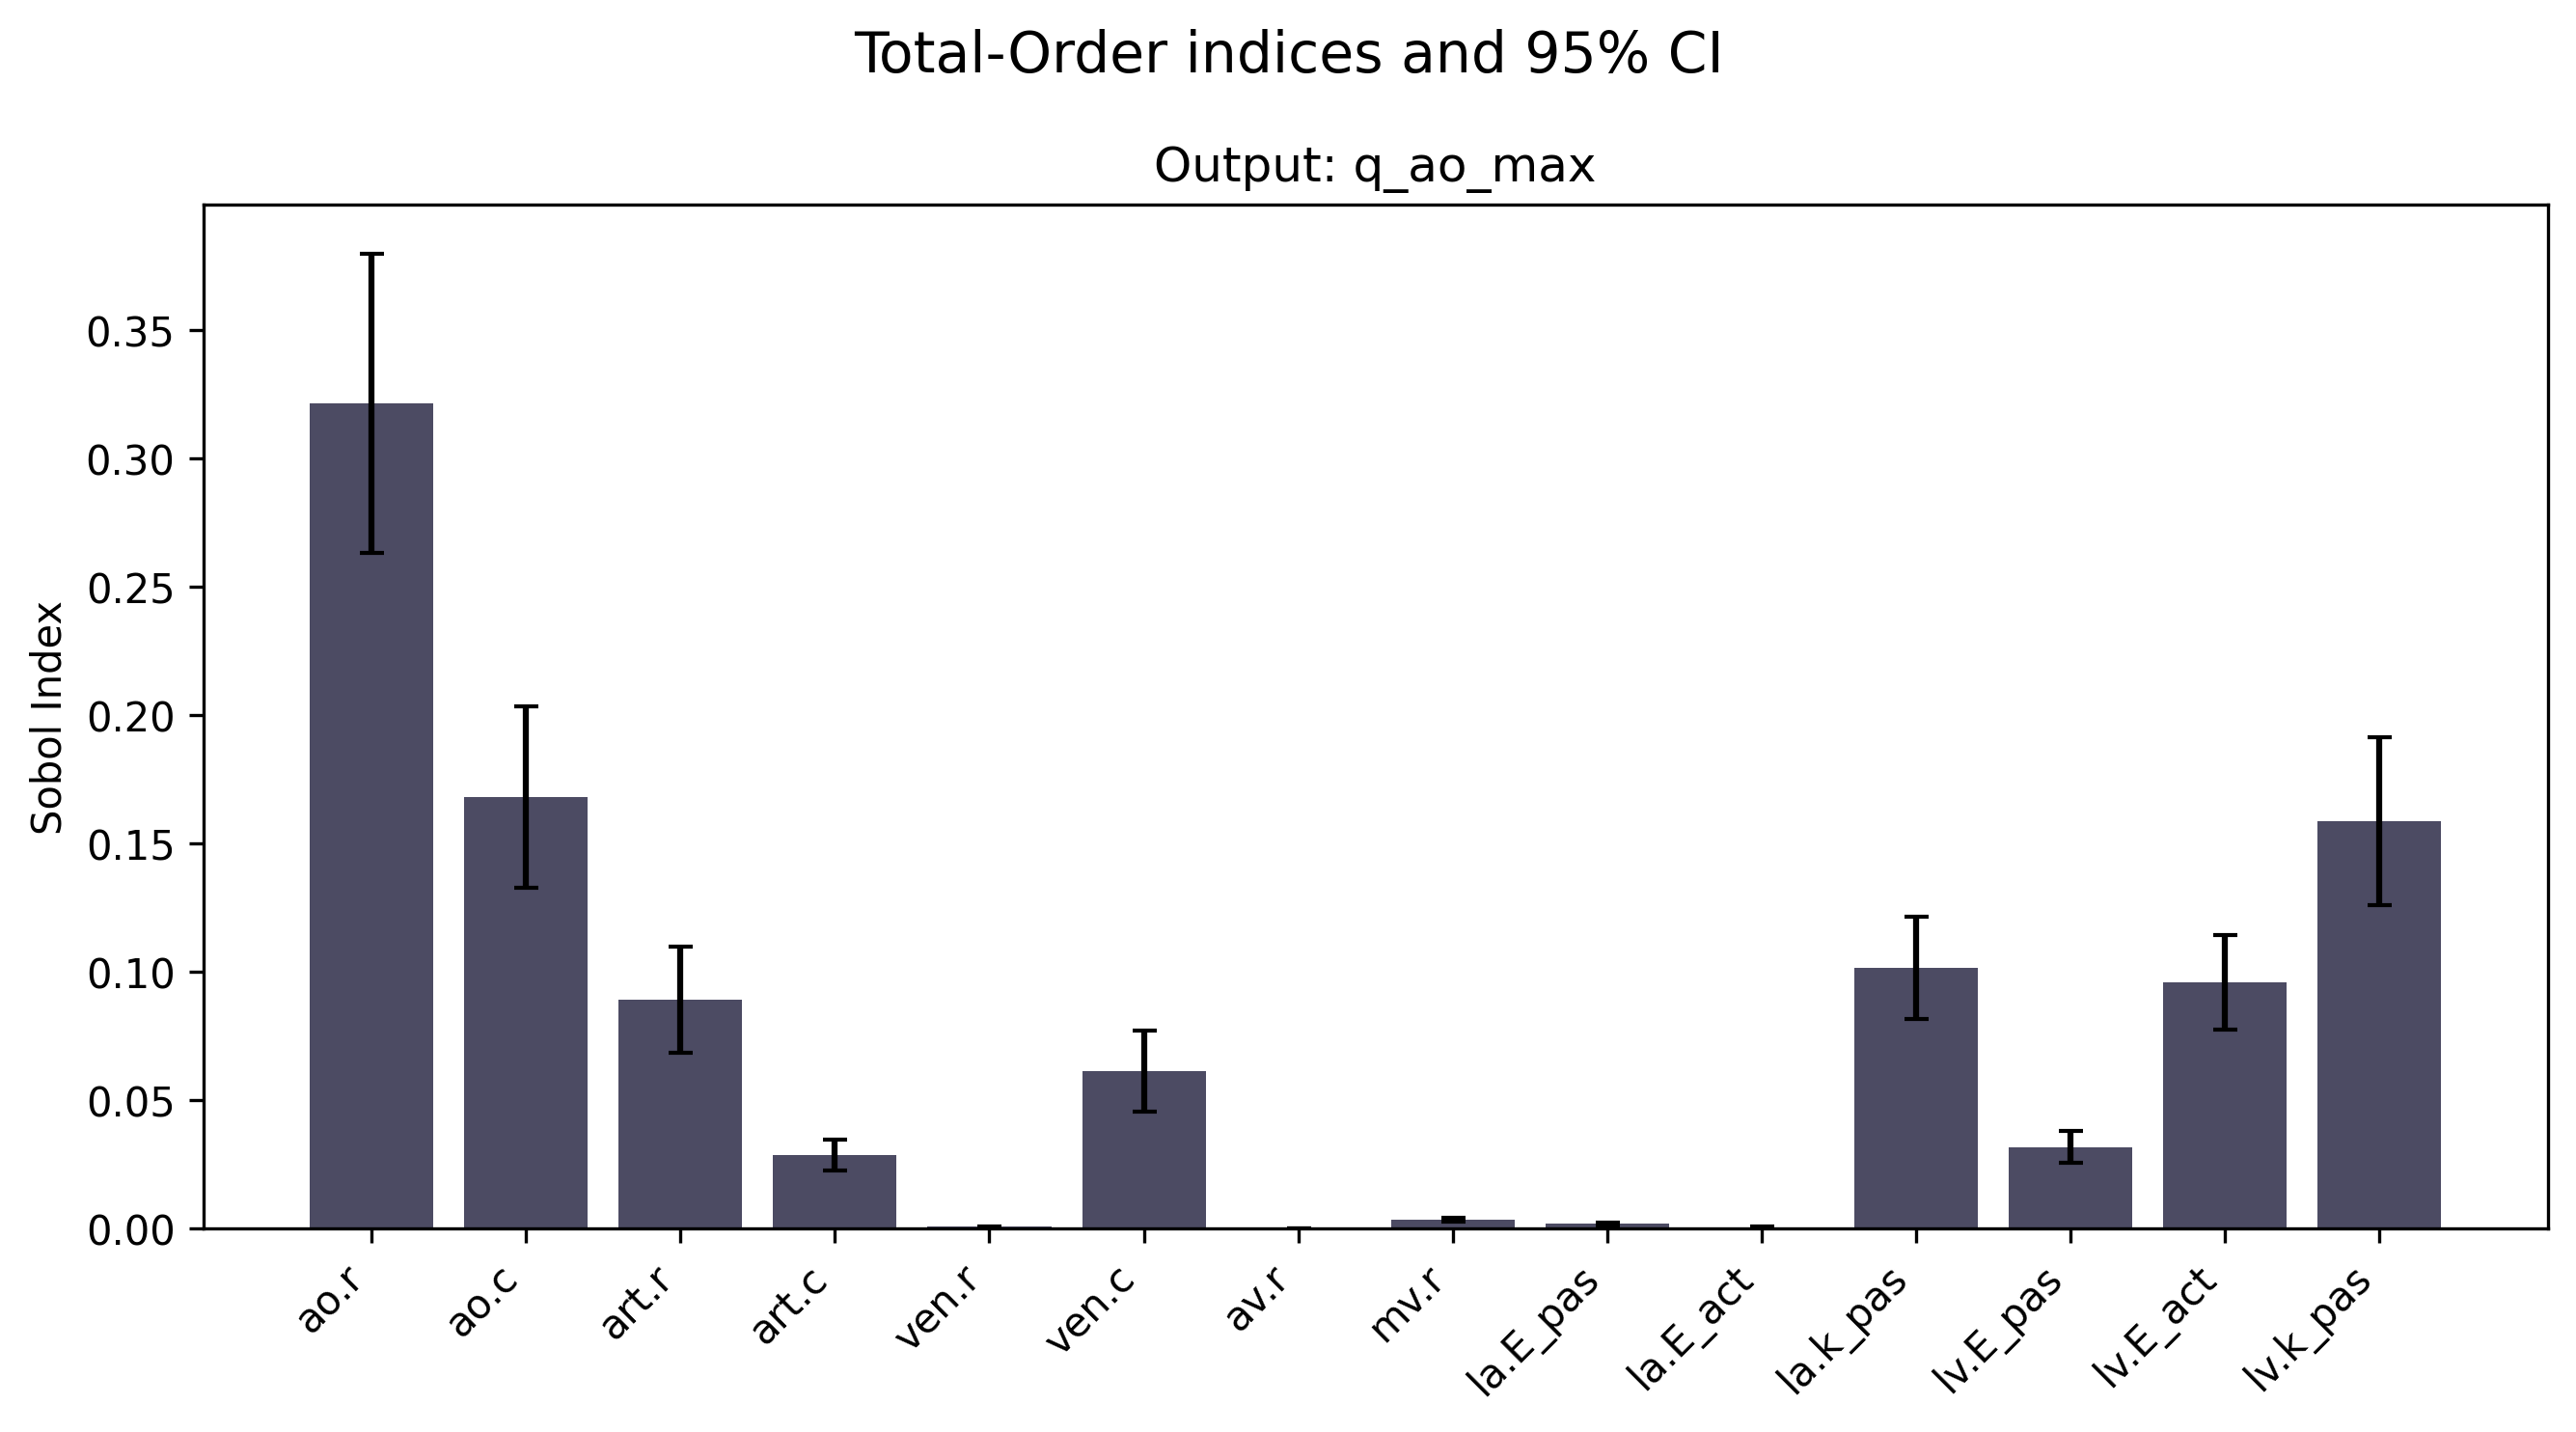 Total-Order indices and 95% CI
Output: q_ao_max
Sobol Index
0.35
0.30
0.25
0.20
0.15
0.10
0.05
0.00
ao.r
ao.c
art.r
art.c
ven.r
ven.c
av.r
mv.r
la.E_pas
la.E_act
la.k_pas
lv.E_pas
lv.E_act
lv.k_pas